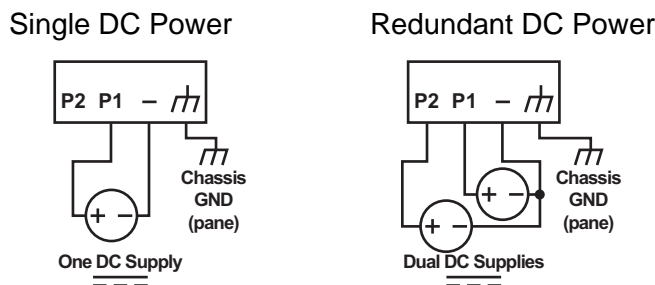 Single DC Power
P2 P1 –
Chassis
GND
(pane)
+ –
One DC Supply
Redundant DC Power
P2 P1 –
Chassis
GND
(pane)
+ –
+ –
Dual DC Supplies